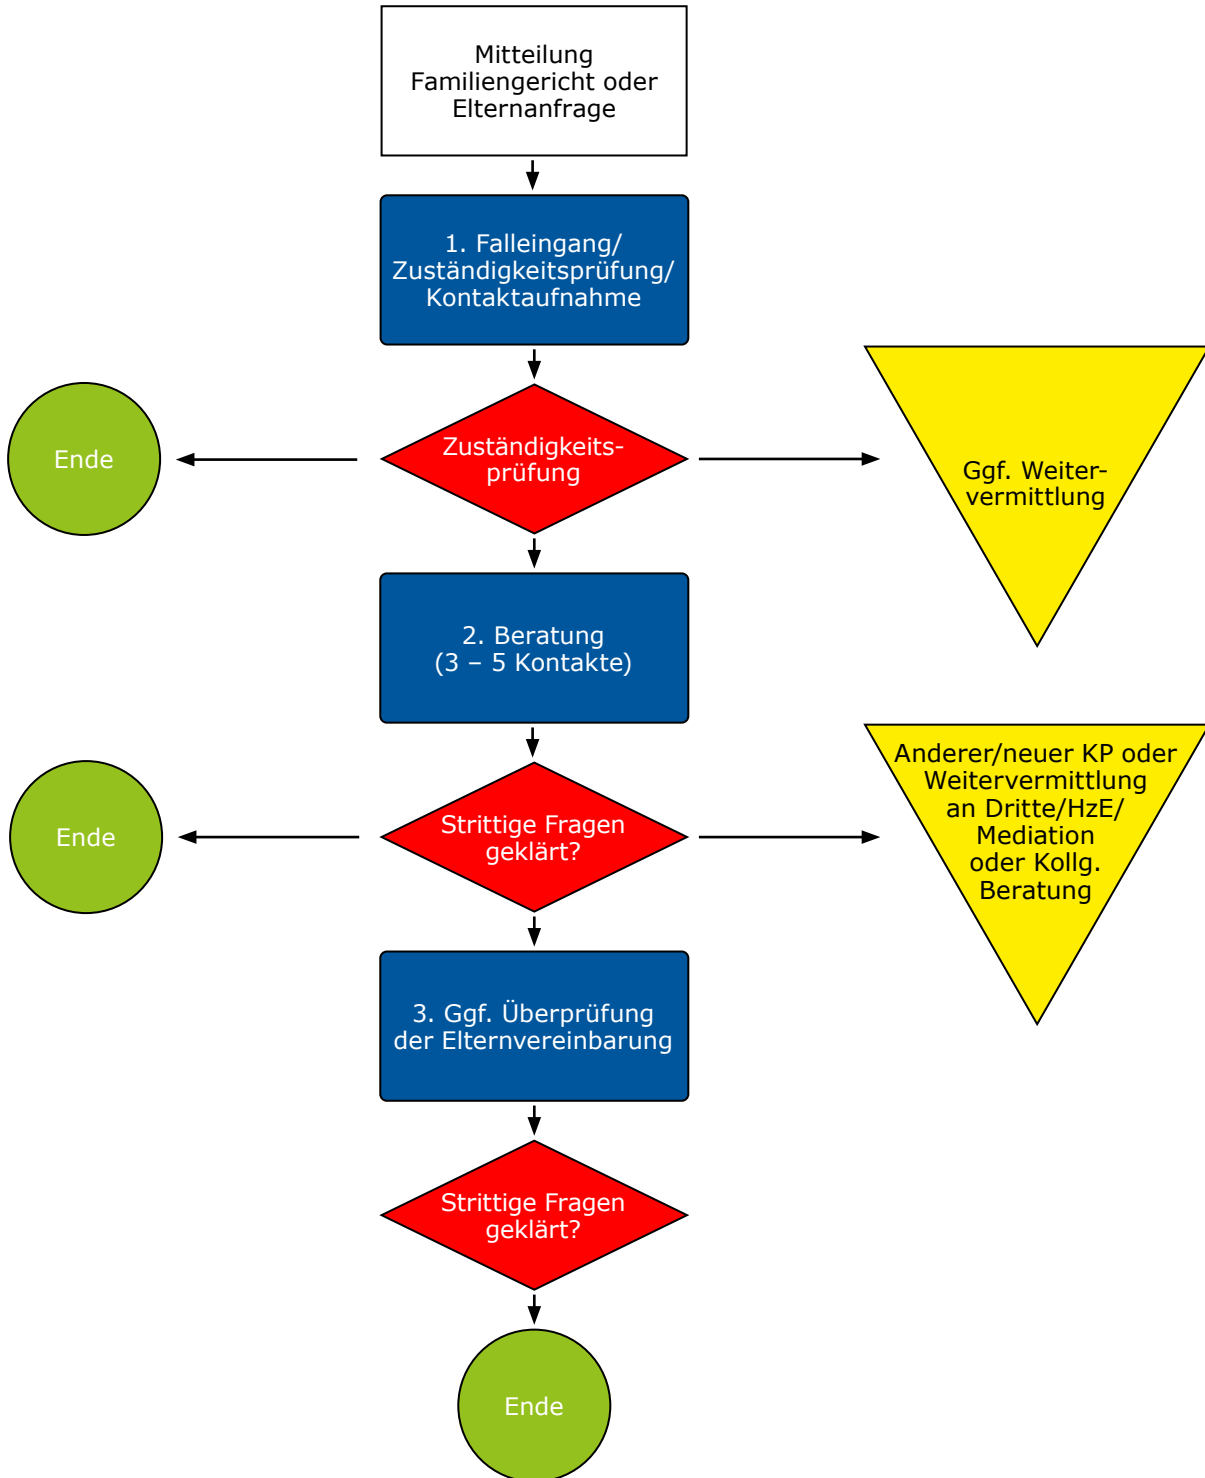 Mitteilung
Familiengericht oder
Elternanfrage
1. Falleingang/
Zuständigkeitsprüfung/
Kontaktaufnahme
Ende
Zuständigkeits-
prüfung
Ggf. Weiter-
vermittlung
2. Beratung
(3 – 5 Kontakte)
Ende
Strittige Fragen
geklärt?
Anderer/neuer KP oder
Weitervermittlung
an Dritte/HzE/
Mediation
oder Kollg.
Beratung
3. Ggf. Überprüfung
der Elternvereinbarung
Strittige Fragen
geklärt?
Ende